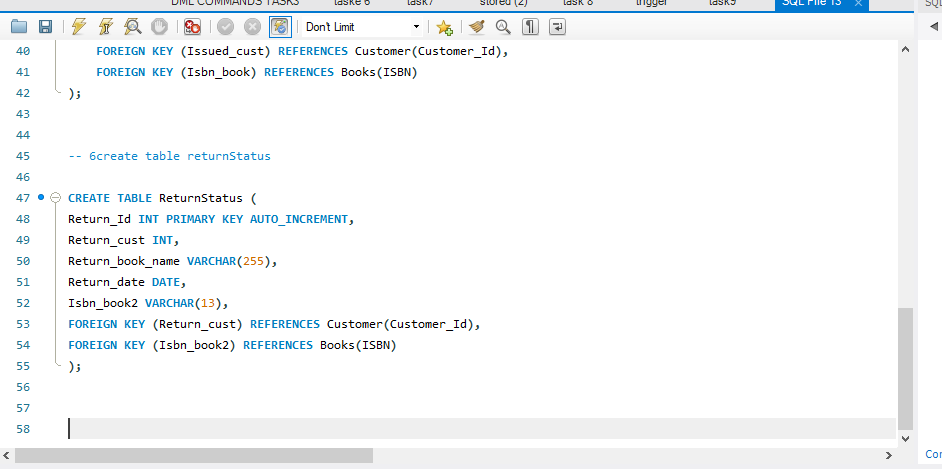 DML COMMANDS TASK3 taske 6 task7 stored (2) task 8 trigger task9 SQL File 13 SQL
Don't Limit
40 FOREIGN KEY (Issued_cust) REFERENCES Customer(Customer_Id),
41 FOREIGN KEY (Isbn_book) REFERENCES Books(ISBN)
42 );
43
44
45 -- 6create table returnStatus
46
47 CREATE TABLE ReturnStatus (
48 Return_Id INT PRIMARY KEY AUTO_INCREMENT,
49 Return_cust INT,
50 Return_book_name VARCHAR(255),
51 Return_date DATE,
52 Isbn_book2 VARCHAR(13),
53 FOREIGN KEY (Return_cust) REFERENCES Customer(Customer_Id),
54 FOREIGN KEY (Isbn_book2) REFERENCES Books(ISBN)
55 );
56
57
58
Cor